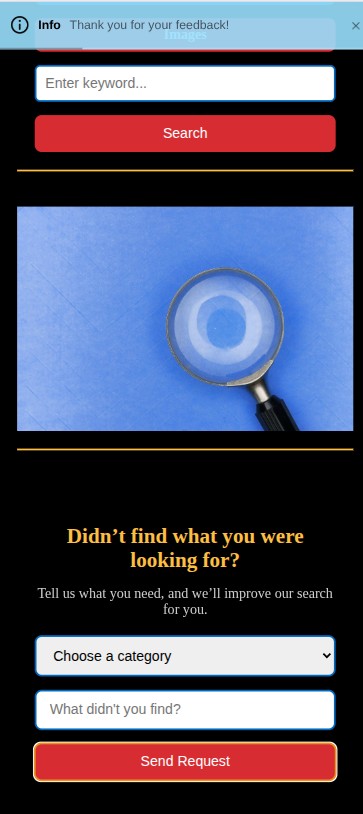 Info Thank you for your feedback!
Images
Enter keyword...
Search
Didn’t find what you were
looking for?
Tell us what you need, and we’ll improve our search
for you.
Choose a category
What didn't you find?
Send Request